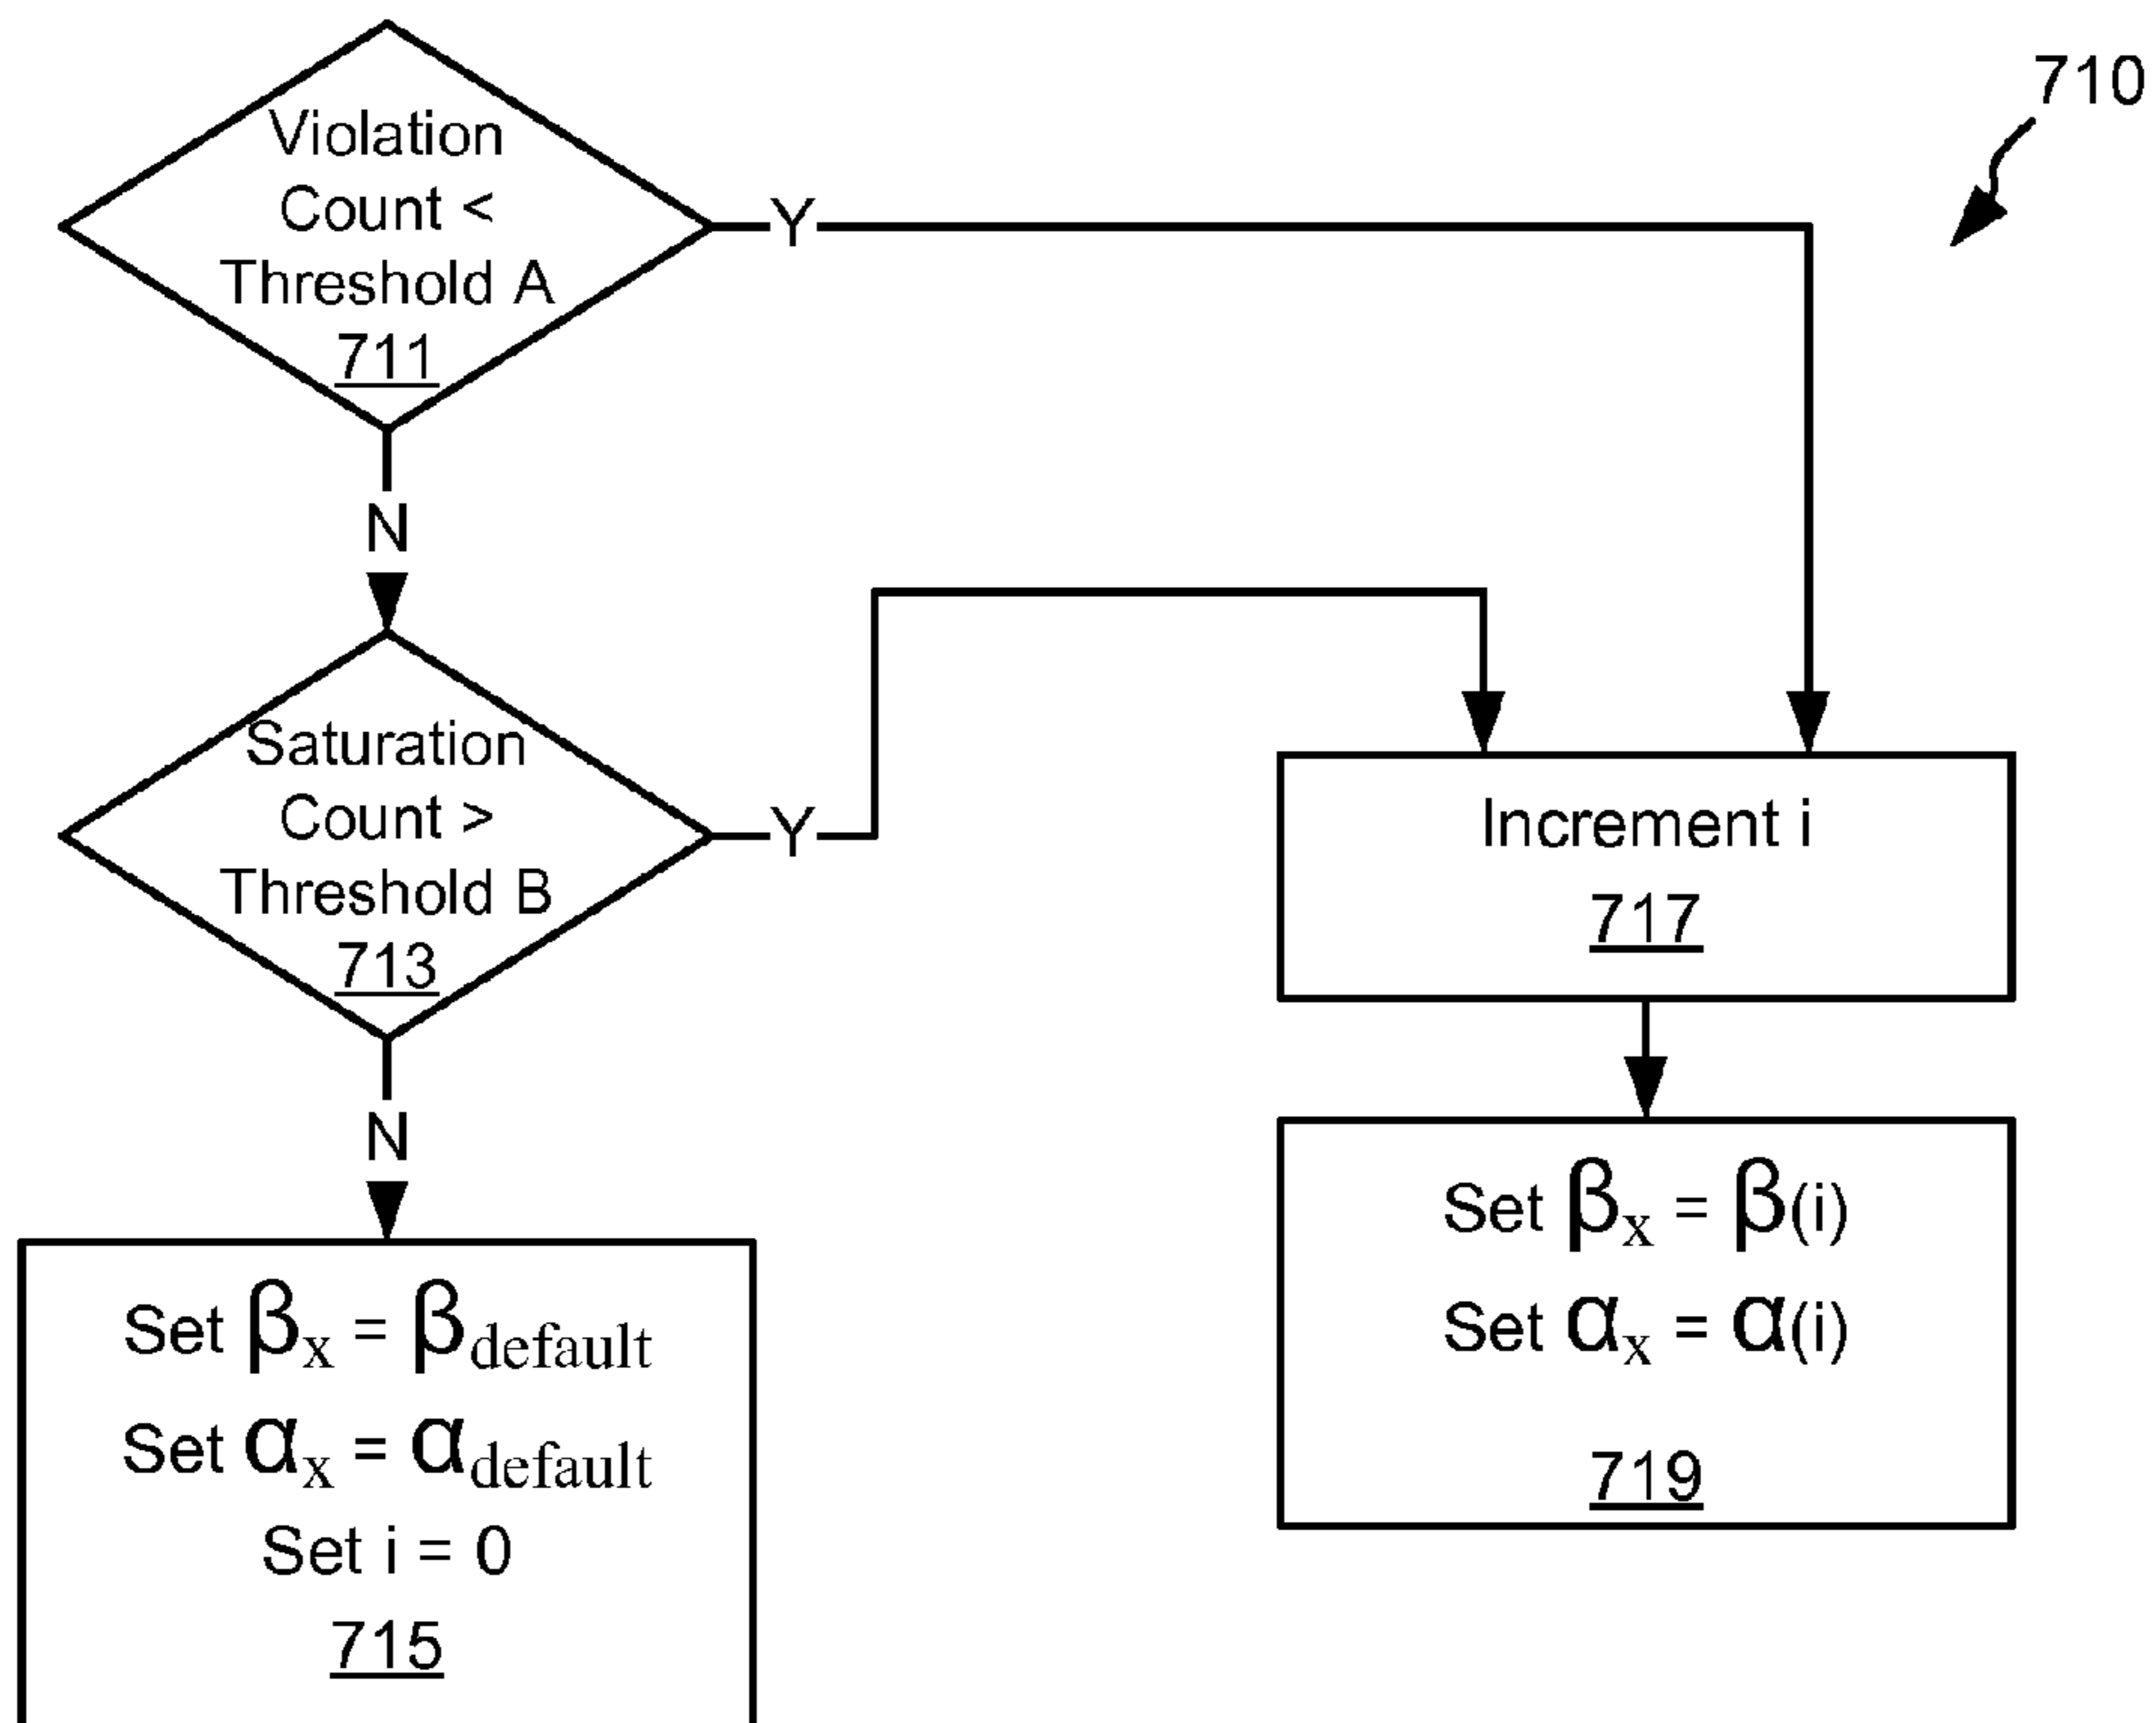 710
Violation
Count <
Threshold A
711
Y
N
Saturation
Count >
Threshold B
713
Y
N
Increment i
717
Set βx = β(i)
Set αx = α(i)
719
Set βx = βdefault
Set αx = αdefault
Set i = 0
715